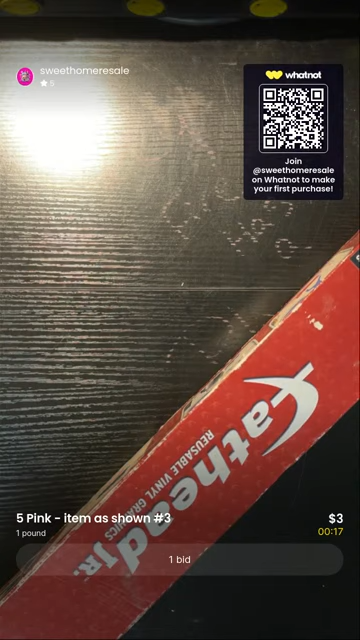 sweethomeresale
★ 5
whatnot
Join
@sweethomeresale
on Whatnot to make
your first purchase!
Fathead JR.
REUSABLE VINYL GRAPHICS
5 Pink - item as shown #3
$3
1 pound
00:17
1 bid